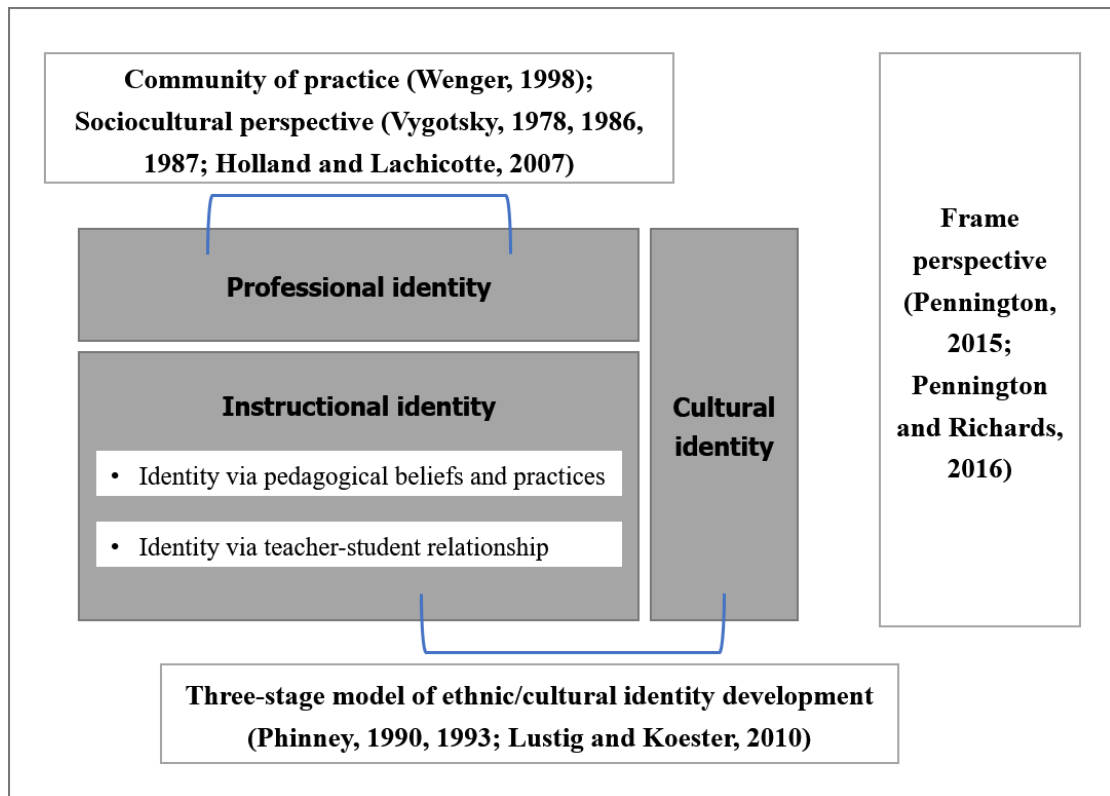 Community of practice (Wenger, 1998);
Sociocultural perspective (Vygotsky, 1978, 1986,
1987; Holland and Lachicotte, 2007)
Professional identity
Instructional identity
• Identity via pedagogical beliefs and practices
• Identity via teacher-student relationship
Cultural
identity
Frame
perspective
(Pennington,
2015;
Pennington
and Richards,
2016)
Three-stage model of ethnic/cultural identity development
(Phinney, 1990, 1993; Lustig and Koester, 2010)